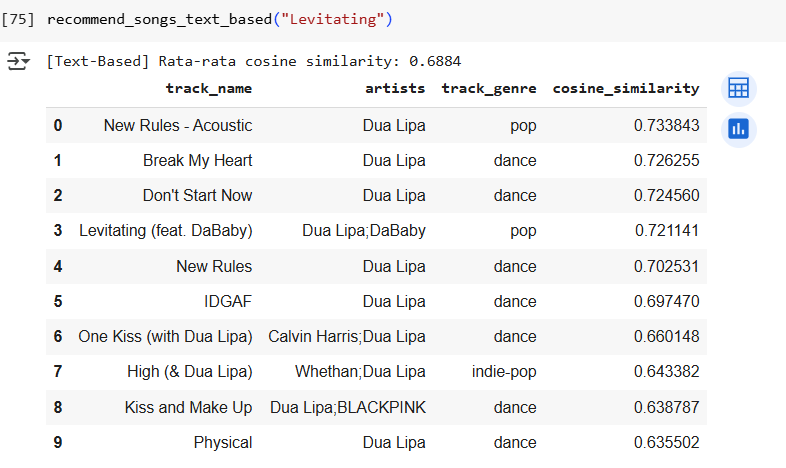 [75] recommend_songs_text_based("Levitating")
[Text-Based] Rata-rata cosine similarity: 0.6884
track_name artists track_genre cosine_similarity
0 New Rules - Acoustic Dua Lipa pop 0.733843
1 Break My Heart Dua Lipa dance 0.726255
2 Don't Start Now Dua Lipa dance 0.724560
3 Levitating (feat. DaBaby) Dua Lipa;DaBaby pop 0.721141
4 New Rules Dua Lipa dance 0.702531
5 IDGAF Dua Lipa dance 0.697470
6 One Kiss (with Dua Lipa) Calvin Harris;Dua Lipa dance 0.660148
7 High (& Dua Lipa) Whethan;Dua Lipa indie-pop 0.643382
8 Kiss and Make Up Dua Lipa;BLACKPINK dance 0.638787
9 Physical Dua Lipa dance 0.635502